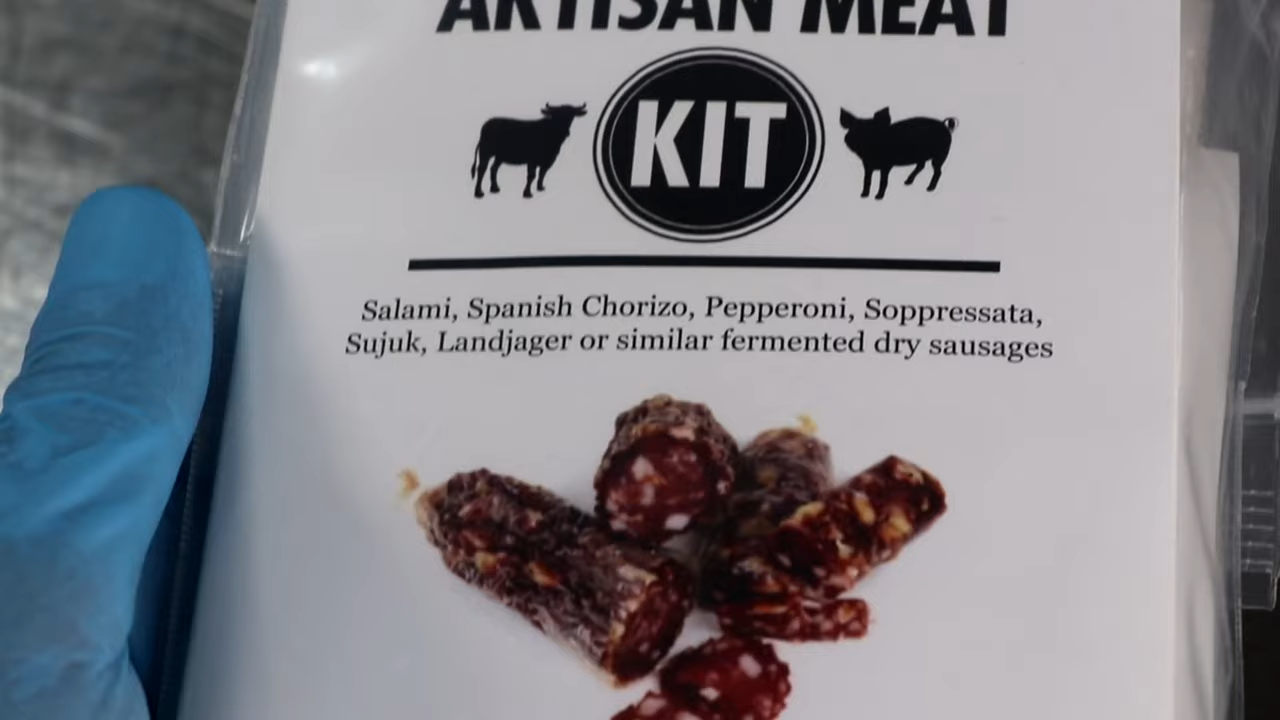 ARTISAN MEAT
KIT
Salami, Spanish Chorizo, Pepperoni, Soppressata,
Sujuk, Landjager or similar fermented dry sausages